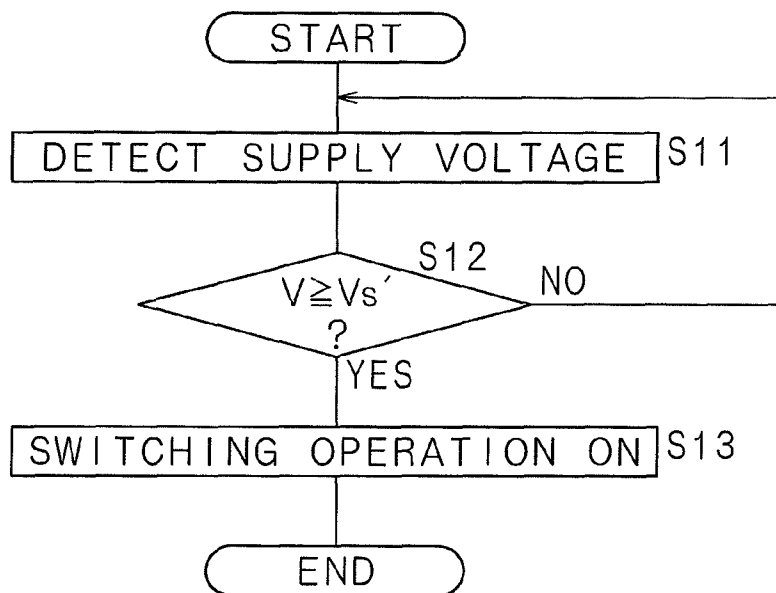 START
DETECT SUPPLY VOLTAGE S11
S12
V≧Vs′
?
NO
YES
SWITCHING OPERATION ON S13
END